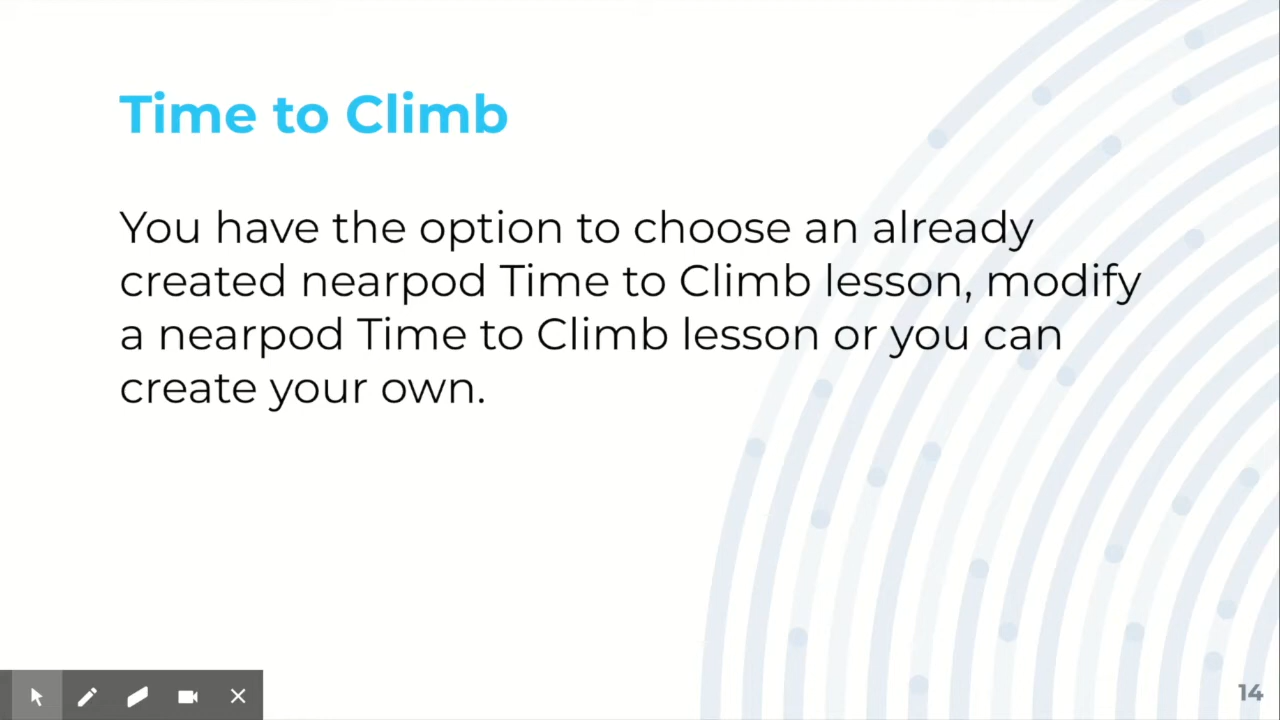 Time to Climb
You have the option to choose an already
created nearpod Time to Climb lesson, modify
a nearpod Time to Climb lesson or you can
create your own.
14